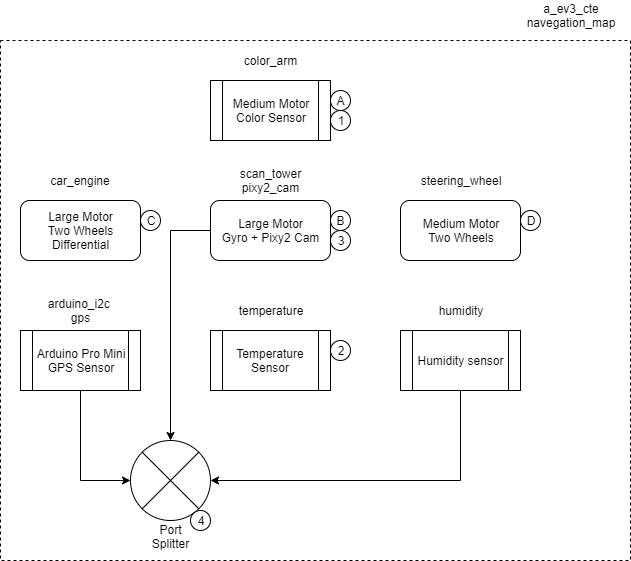 a_ev3_cte
navegation_map
color_arm
Medium Motor
Color Sensor
A
1
car_engine
Large Motor
Two Wheels
Differential
C
scan_tower
pixy2_cam
Large Motor
Gyro + Pixy2 Cam
B
3
steering_wheel
Medium Motor
Two Wheels
D
arduino_i2c
gps
Arduino Pro Mini
GPS Sensor
temperature
Temperature
Sensor
2
humidity
Humidity sensor
4
Port
Splitter